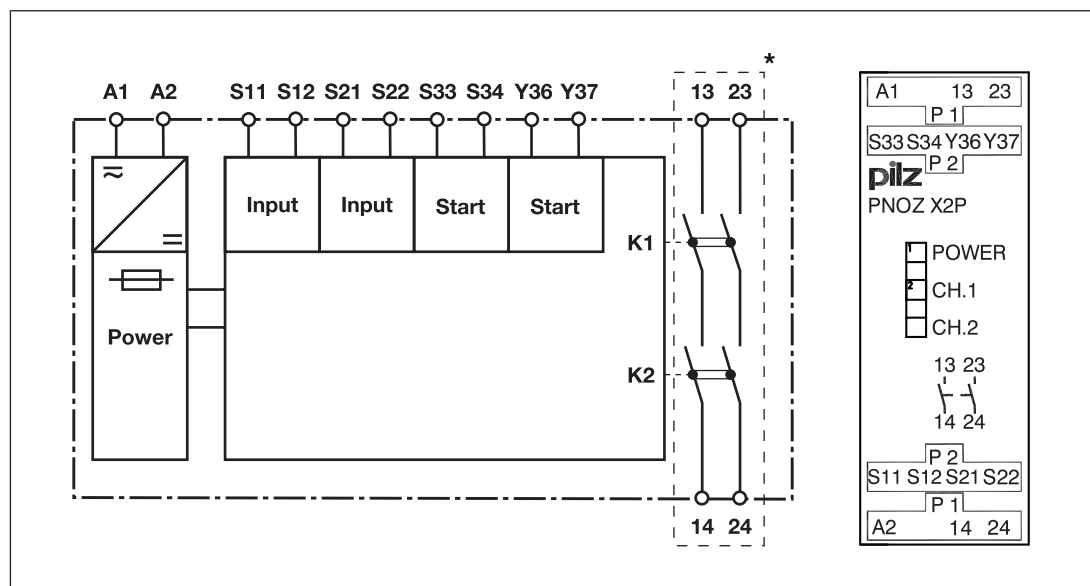 *
A1 A2 S11 S12 S21 S22 S33 S34 Y36 Y37 13 23
Input Input Start Start
K1
Power
K2
14 24
A1 13 23
P 1
S33 S34 Y36 Y37
P 2
pilz
PNOZ X2P
1 POWER
2 CH.1
CH.2
13 23
14 24
P 2
S11 S12 S21 S22
P 1
A2 14 24